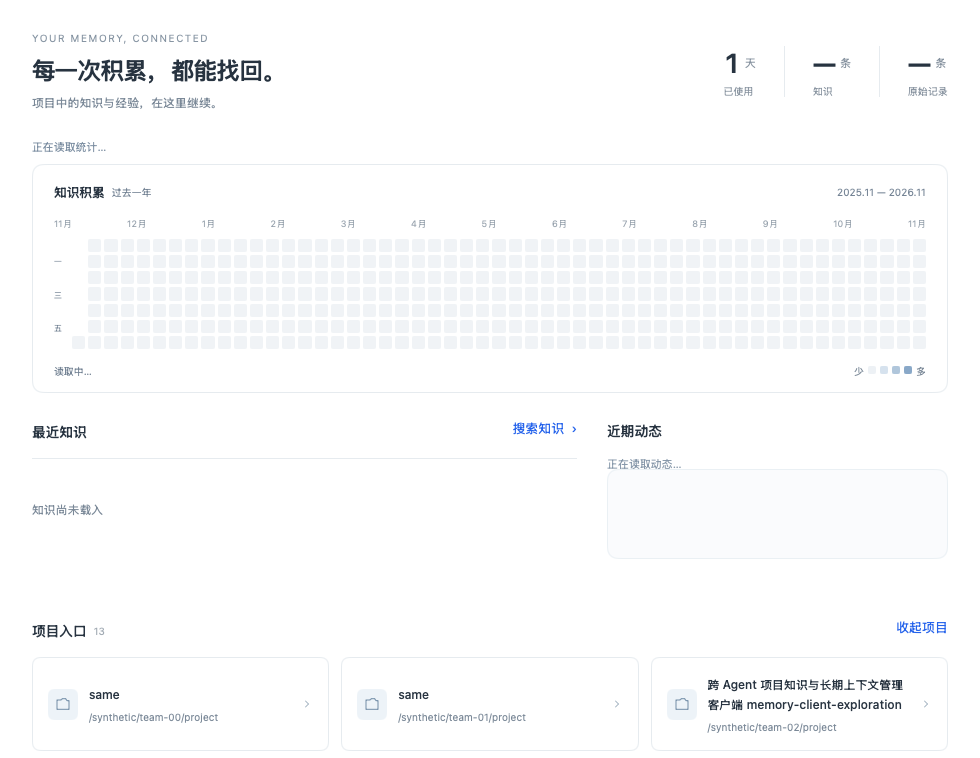 YOUR MEMORY, CONNECTED
每一次积累，都能找回。
项目中的知识与经验，在这里继续。
1 天
已使用
— 条
知识
— 条
原始记录
正在读取统计...
知识积累 过去一年
2025.11 — 2026.11
11月 12月 1月 2月 3月 4月 5月 6月 7月 8月 9月 10月 11月
一
三
五
读取中...
少 多
最近知识
搜索知识 ›
知识尚未载入
近期动态
正在读取动态...
项目入口 13
收起项目
same
/synthetic/team-00/project
same
/synthetic/team-01/project
跨 Agent 项目知识与长期上下文管理
客户端 memory-client-exploration
/synthetic/team-02/project